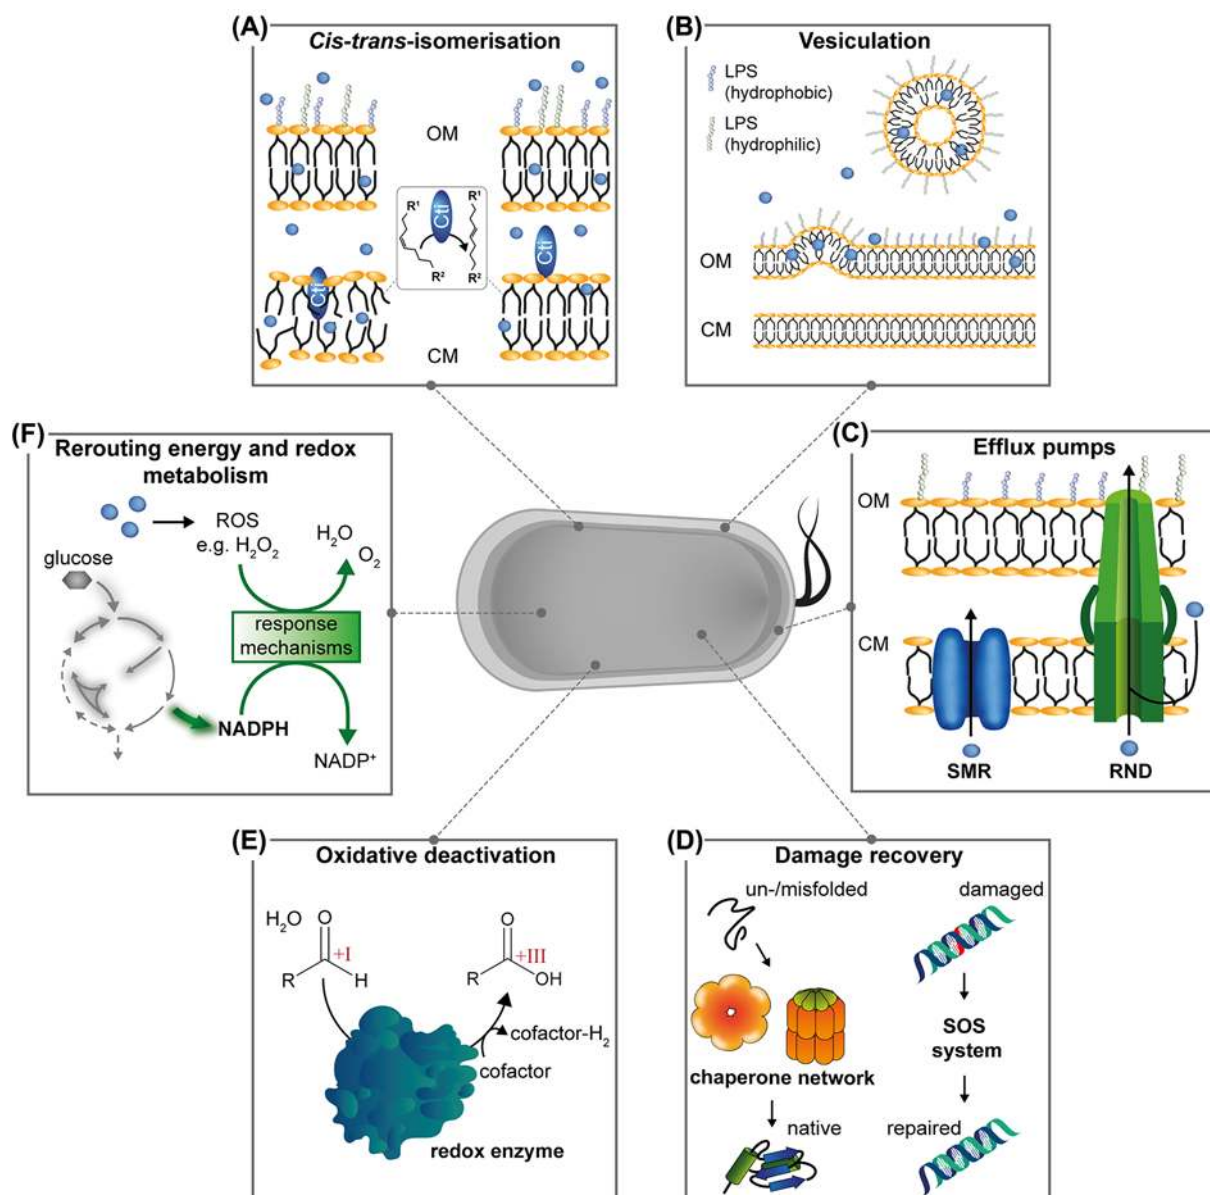 (A)
Cis-trans-isomerisation
OM
R¹
Cti
R¹
R²
R²
Cti
Cti
CM
(B)
Vesiculation
LPS
(hydrophobic)
LPS
(hydrophilic)
OM
CM
(F)
Rerouting energy and redox
metabolism
ROS
e.g. H₂O₂
H₂O
O₂
glucose
response
mechanisms
NADPH
NADP⁺
(C)
Efflux pumps
OM
CM
SMR
RND
(E)
Oxidative deactivation
H₂O
O
+I
R
H
O
+III
R
OH
cofactor-H₂
cofactor
redox enzyme
(D)
Damage recovery
un-/misfolded
damaged
chaperone network
SOS
system
native
repaired